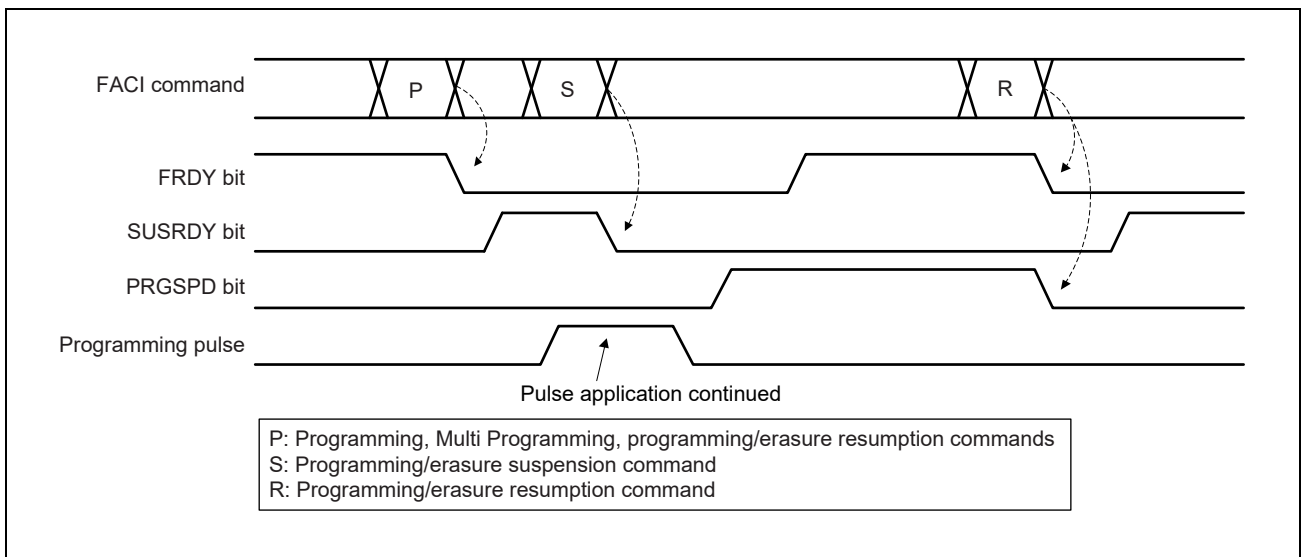 FACI command
P
S
R
FRDY bit
SUSRDY bit
PRGSPD bit
Programming pulse
Pulse application continued
P: Programming, Multi Programming, programming/erasure resumption commands
S: Programming/erasure suspension command
R: Programming/erasure resumption command